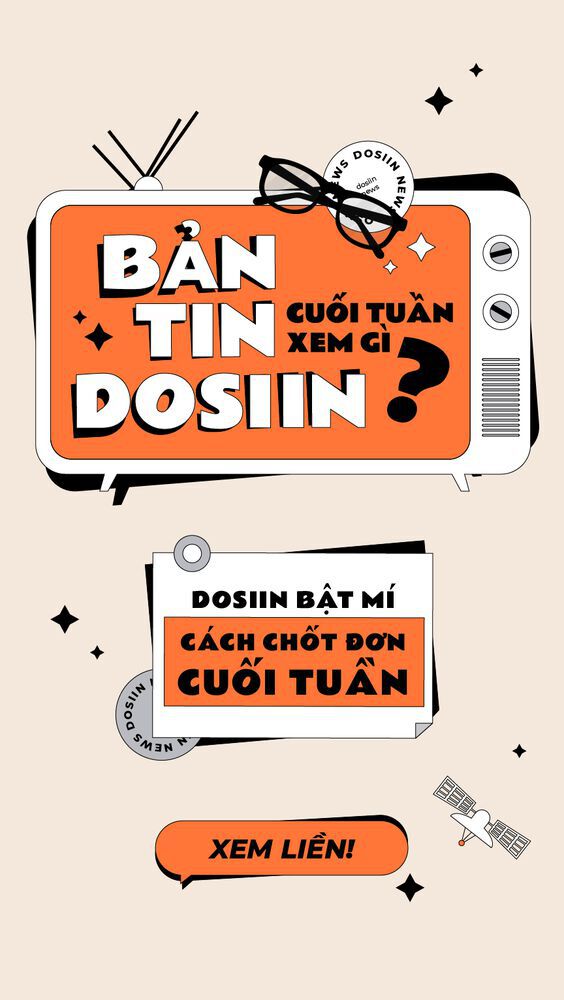 DOSIIN NEWS
dosiin
news
BẢN
TIN
DOSIIN
CUỐI TUẦN
XEM GÌ
?
DOSIIN BẬT MÍ
CÁCH CHỐT ĐƠN
CUỐI TUẦN
DOSIIN NEWS DOSIIN
XEM LIỀN!